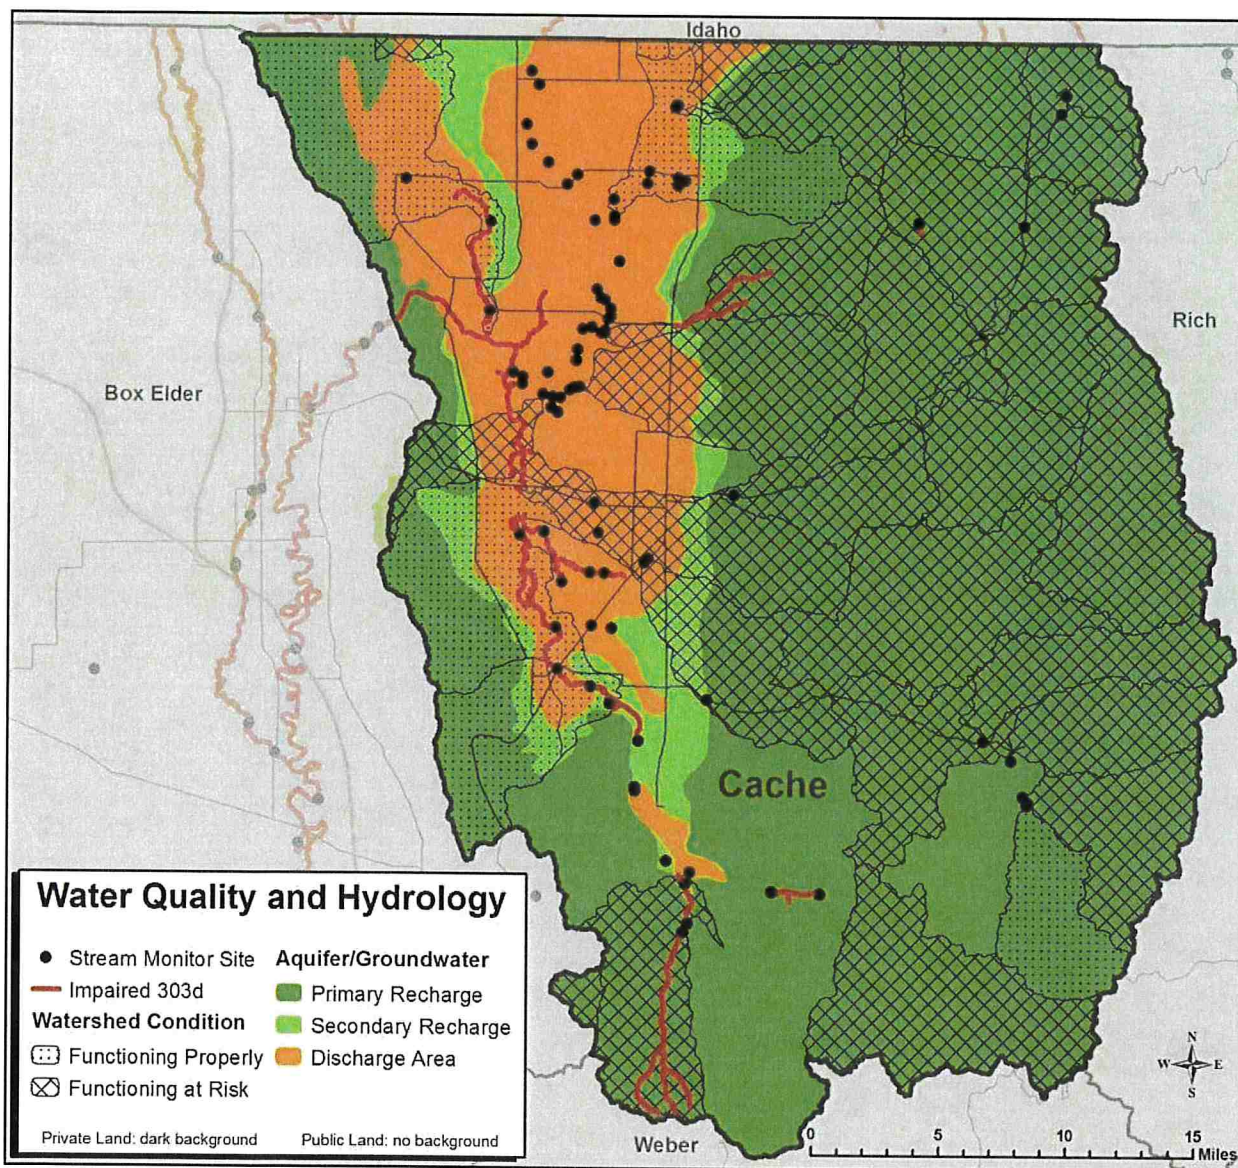 Idaho
Rich
Box Elder
Cache
Water Quality and Hydrology
Stream Monitor Site
Impaired 303d
Watershed Condition
Functioning Properly
Functioning at Risk
Aquifer/Groundwater
Primary Recharge
Secondary Recharge
Discharge Area
Private Land: dark background
Public Land: no background
Weber
N
W
E
S
0
5
10
15
Miles